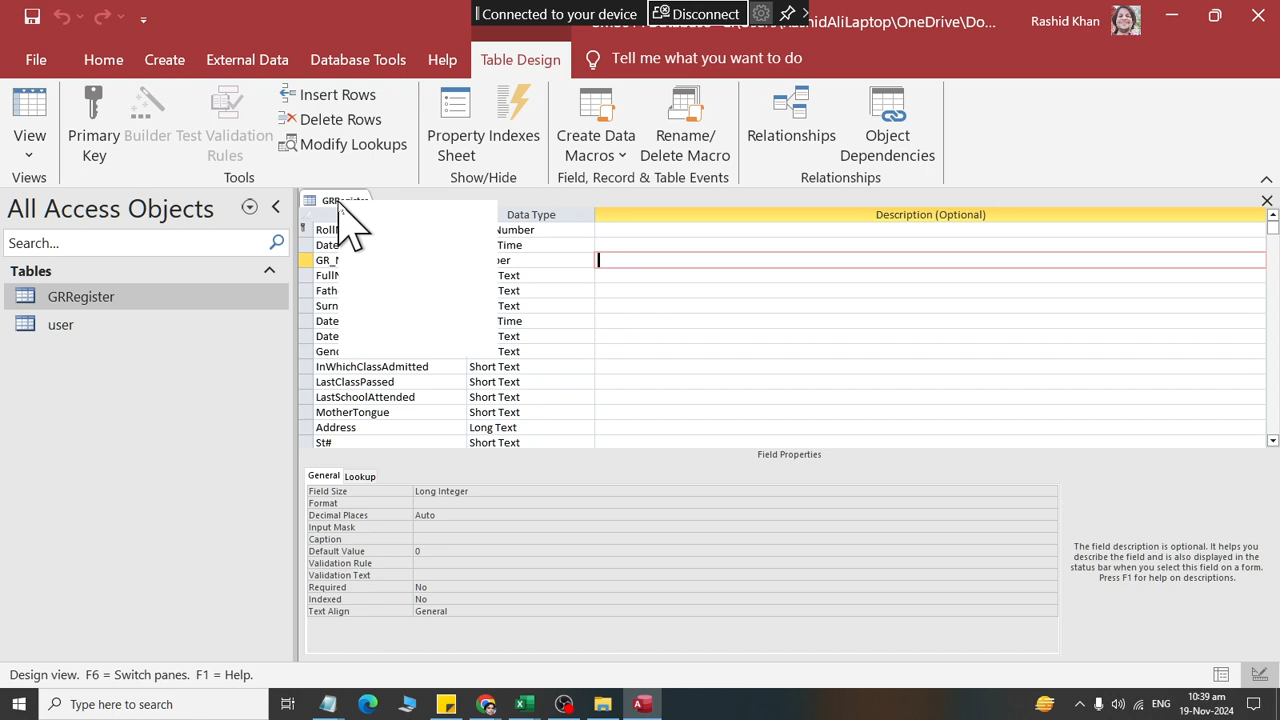 Connected to your device Disconnect
Rashid Khan
File Home Create External Data Database Tools Help Table Design Tell me what you want to do
View
Primary Key
Builder
Test Validation Rules
Insert Rows
Delete Rows
Modify Lookups
Property Sheet
Indexes
Create Data Macros
Rename/ Delete Macro
Relationships
Object Dependencies
Views Tools Show/Hide Field, Record & Table Events Relationships
All Access Objects
Search...
Tables
GRRegister
user
GRRegister
Data Type Description (Optional)
Number
Date Time
GR_
Text
Text
Text
Date Time
Date Text
Text
InWhichClassAdmitted Short Text
LastClassPassed Short Text
LastSchoolAttended Short Text
MotherTongue Short Text
Address Long Text
St# Short Text
Field Properties
General Lookup
Field Size Long Integer
Format
Decimal Places Auto
Input Mask
Caption
Default Value 0
Validation Rule
Validation Text
Required No
Indexed No
Text Align General
The field description is optional. It helps you
describe the field and is also displayed in the
status bar when you select this field on a form.
Press F1 for help on descriptions.
Design view. F6 = Switch panes. F1 = Help.
Type here to search
ENG
10:39 am
19-Nov-2024